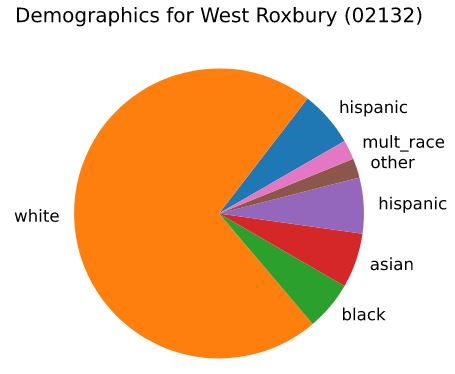 Demographics for West Roxbury (02132)
hispanic
mult_race
other
hispanic
white
asian
black